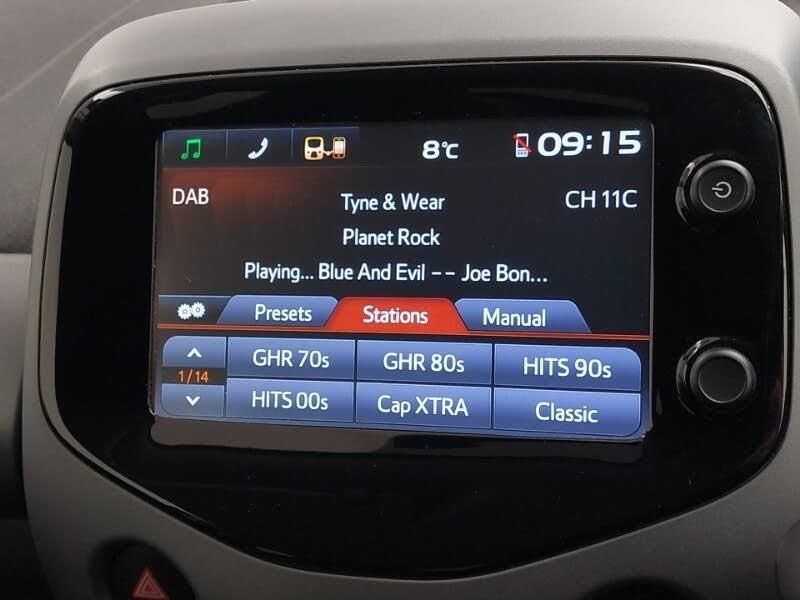 8°C 09:15
DAB Tyne & Wear CH 11C
Planet Rock
Playing... Blue And Evil -- Joe Bon...
Presets Stations Manual
GHR 70s GHR 80s HITS 90s
1/14
HITS 00s Cap XTRA Classic